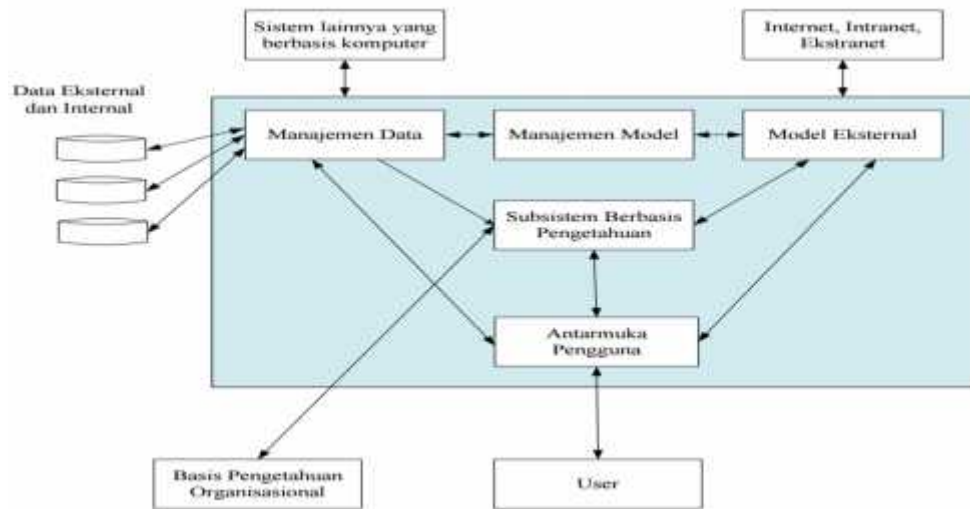 Sistem lainnya yang
berbasis komputer
Internet, Intranet,
Ekstranet
Data Eksternal
dan Internal
Manajemen Data
Manajemen Model
Model Eksternal
Subsistem Berbasis
Pengetahuan
Antarmuka
Pengguna
Basis Pengetahuan
Organisasional
User